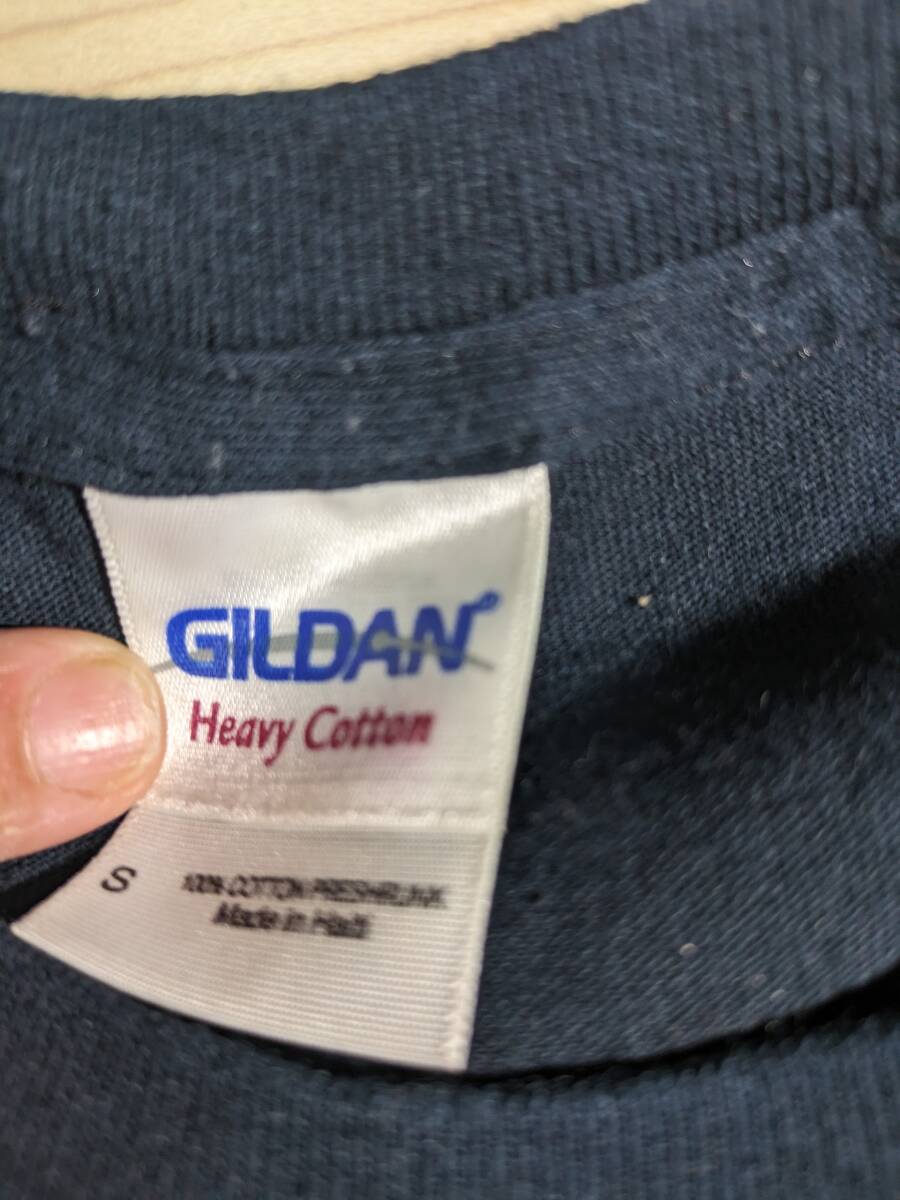 GILDAN®
Heavy Cotton
S 100% COTTON PRESHRUNK
Made in Haiti